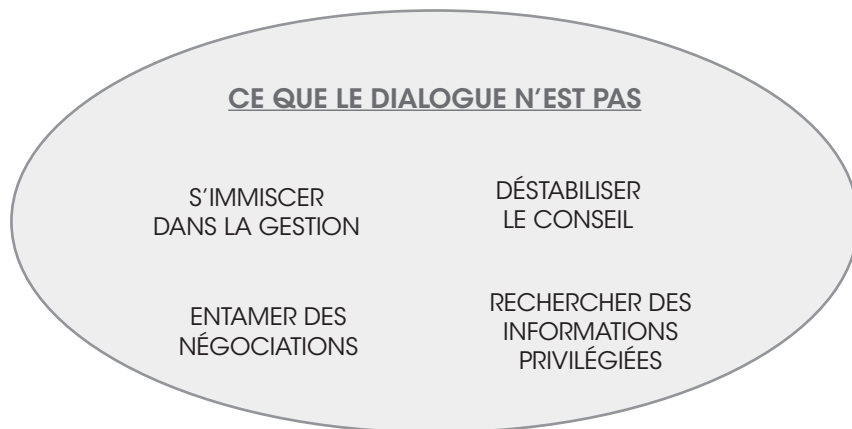 CE QUE LE DIALOGUE N'EST PAS
S'IMMISCER
DANS LA GESTION
DÉSTABILISER
LE CONSEIL
ENTAMER DES
NÉGOCIATIONS
RECHERCHER DES
INFORMATIONS
PRIVILÉGIÉES